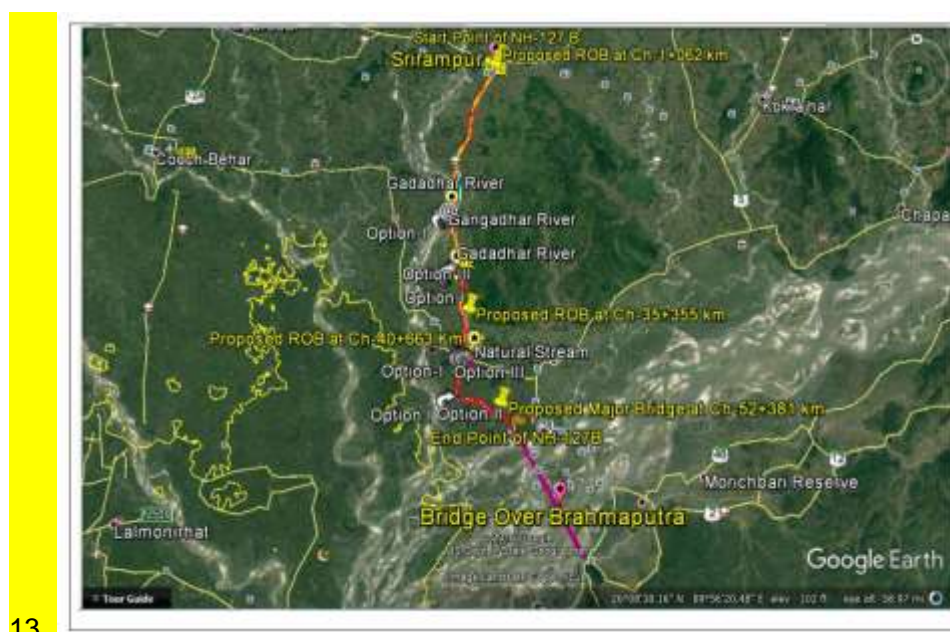 Start Point of NH-127 B
Proposed ROB at Ch-1+062 km
Srirampur
Kokrajhar
Cooch-Behar
Gadadhar River
Gangadhar River
Option-I
Gadadhar River
Option-II
Option-I
Proposed ROB at Ch-35+355 km
Proposed ROB at Ch-40+663 Km
Natural Stream
Option-I
Option-III
Option-I
Option-II
Proposed Major Bridge at Ch-52+381 km
End Point of NH-127B
Monchbari Reserve
Bridge Over Brahmaputra
Lalmonirhat
Google Earth
Tour Guide
13